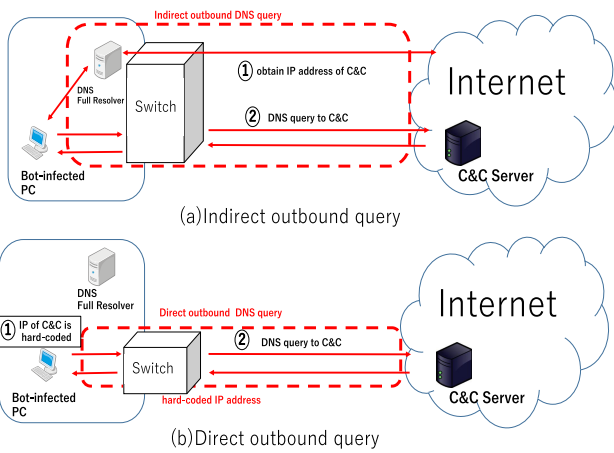 Indirect outbound DNS query
① obtain IP address of C&C
Internet
DNS
Full Resolver
Switch
② DNS query to C&C
Bot-infected
PC
C&C Server
(a)Indirect outbound query
DNS
Full Resolver
Internet
Direct outbound DNS query
① IP of C&C is
hard-coded
② DNS query to C&C
Switch
Bot-infected
PC
hard-coded IP address
C&C Server
(b)Direct outbound query